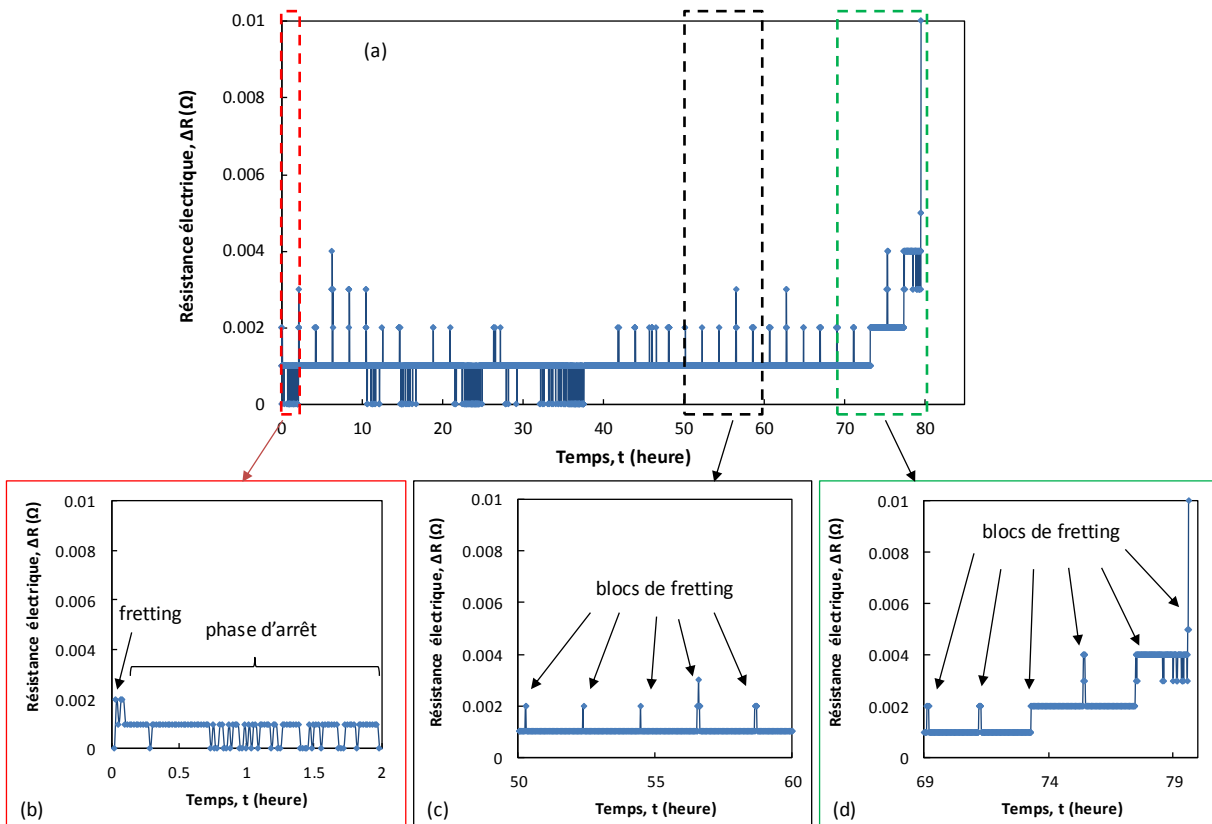 (a)
Résistance électrique, ΔR (Ω)
0.01
0.008
0.006
0.004
0.002
0
0 10 20 30 40 50 60 70 80
Temps, t (heure)
Résistance électrique, ΔR (Ω)
0.01
0.008
0.006
0.004
0.002
0
fretting
phase d'arrêt
0 0.5 1 1.5 2
Temps, t (heure)
(b)
Résistance électrique, ΔR (Ω)
0.01
0.008
0.006
0.004
0.002
0
blocs de fretting
50 55 60
Temps, t (heure)
(c)
Résistance électrique, ΔR (Ω)
0.01
0.008
0.006
0.004
0.002
0
blocs de fretting
69 74 79
Temps, t (heure)
(d)